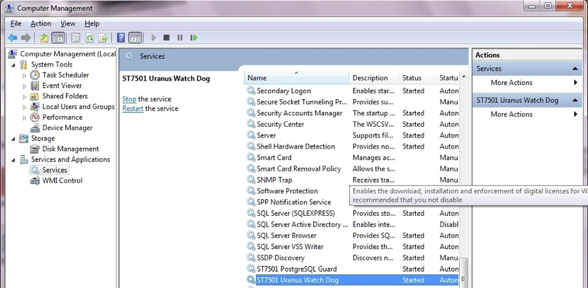 Computer Management
File Action View Help
Computer Management (Local
System Tools
Task Scheduler
Event Viewer
Shared Folders
Local Users and Groups
Performance
Device Manager
Storage
Disk Management
Services and Applications
Services
WMI Control
Services
ST7501 Uranus Watch Dog
Stop the service
Restart the service
Name Description Status Startu
Secondary Logon Enables star... Started Auton
Secure Socket Tunneling Pr... Provides su... Manu
Security Accounts Manager The startup ... Started Auton
Security Center The WSCSV... Started Auton
Server Supports fil... Started Auton
Shell Hardware Detection Provides no... Started Auton
Smart Card Manages ac... Manu
Smart Card Removal Policy Allows the s... Manu
SNMP Trap Receives tra... Manu
Software Protection
SPP Notification Service
Enables the download, installation and enforcement of digital licenses for W
recommended that you not disable
SQL Server (SQLEXPRESS) Provides sto... Started Auton
SQL Server Active Directory ... Enables inte... Disabl
SQL Server Browser Provides SQ... Started Auton
SQL Server VSS Writer Provides th... Started Auton
SSDP Discovery Discovers n... Started Manu
ST7501 PostgreSQL Guard Started Auton
ST7501 Uranus Watch Dog Started Auton
Actions
Services
More Actions
ST7501 Uranus Watch Dog
More Actions